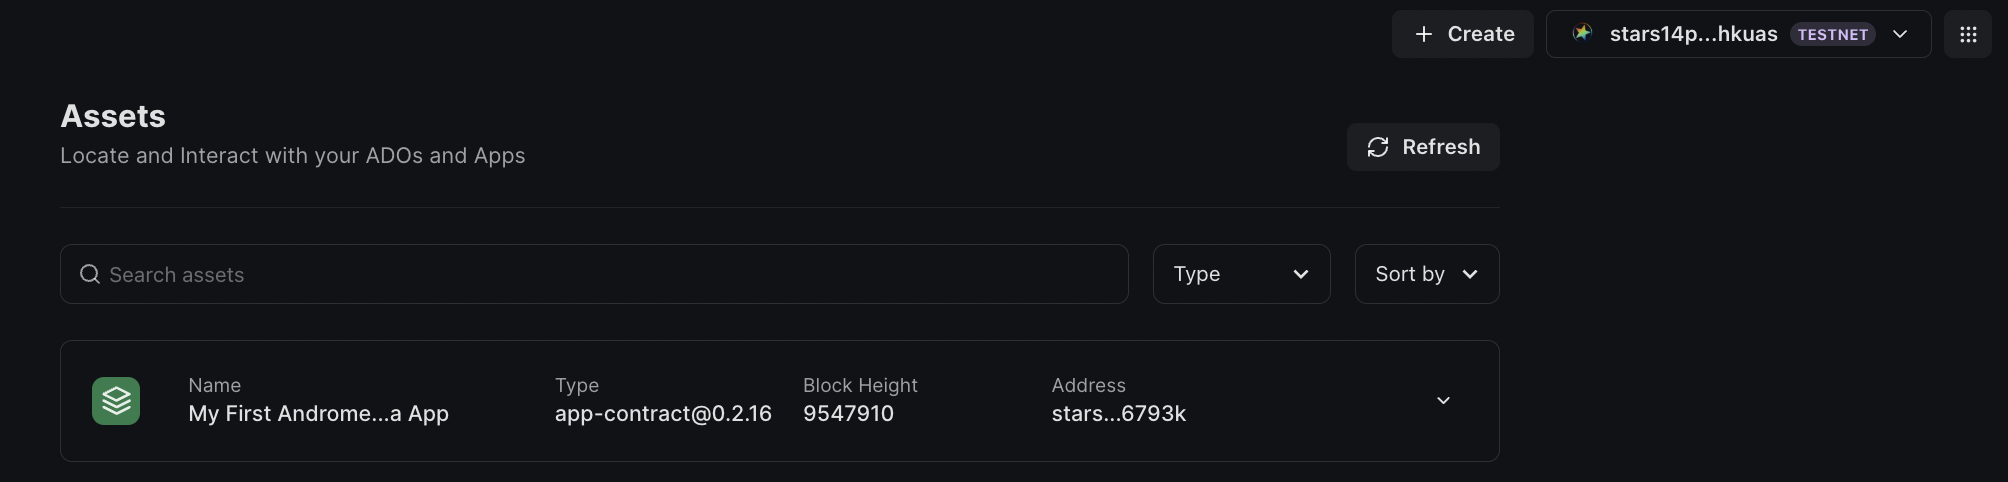 Create
stars14p...hkuas TESTNET
Assets
Locate and Interact with your ADOs and Apps
Refresh
Search assets
Type
Sort by
Name
My First Androme...a App
Type
app-contract@0.2.16
Block Height
9547910
Address
stars...6793k